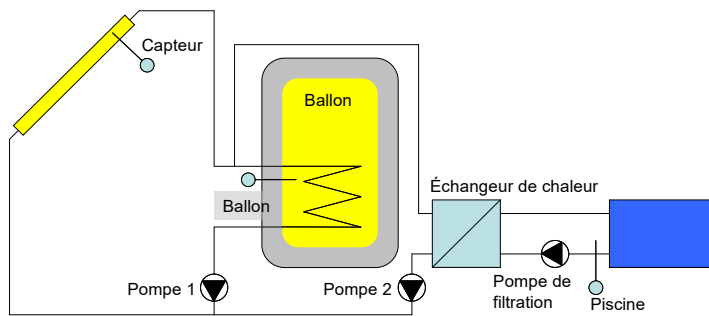 Capteur
Ballon
Ballon
Échangeur de chaleur
Pompe 1
Pompe 2
Pompe de
filtration
Piscine